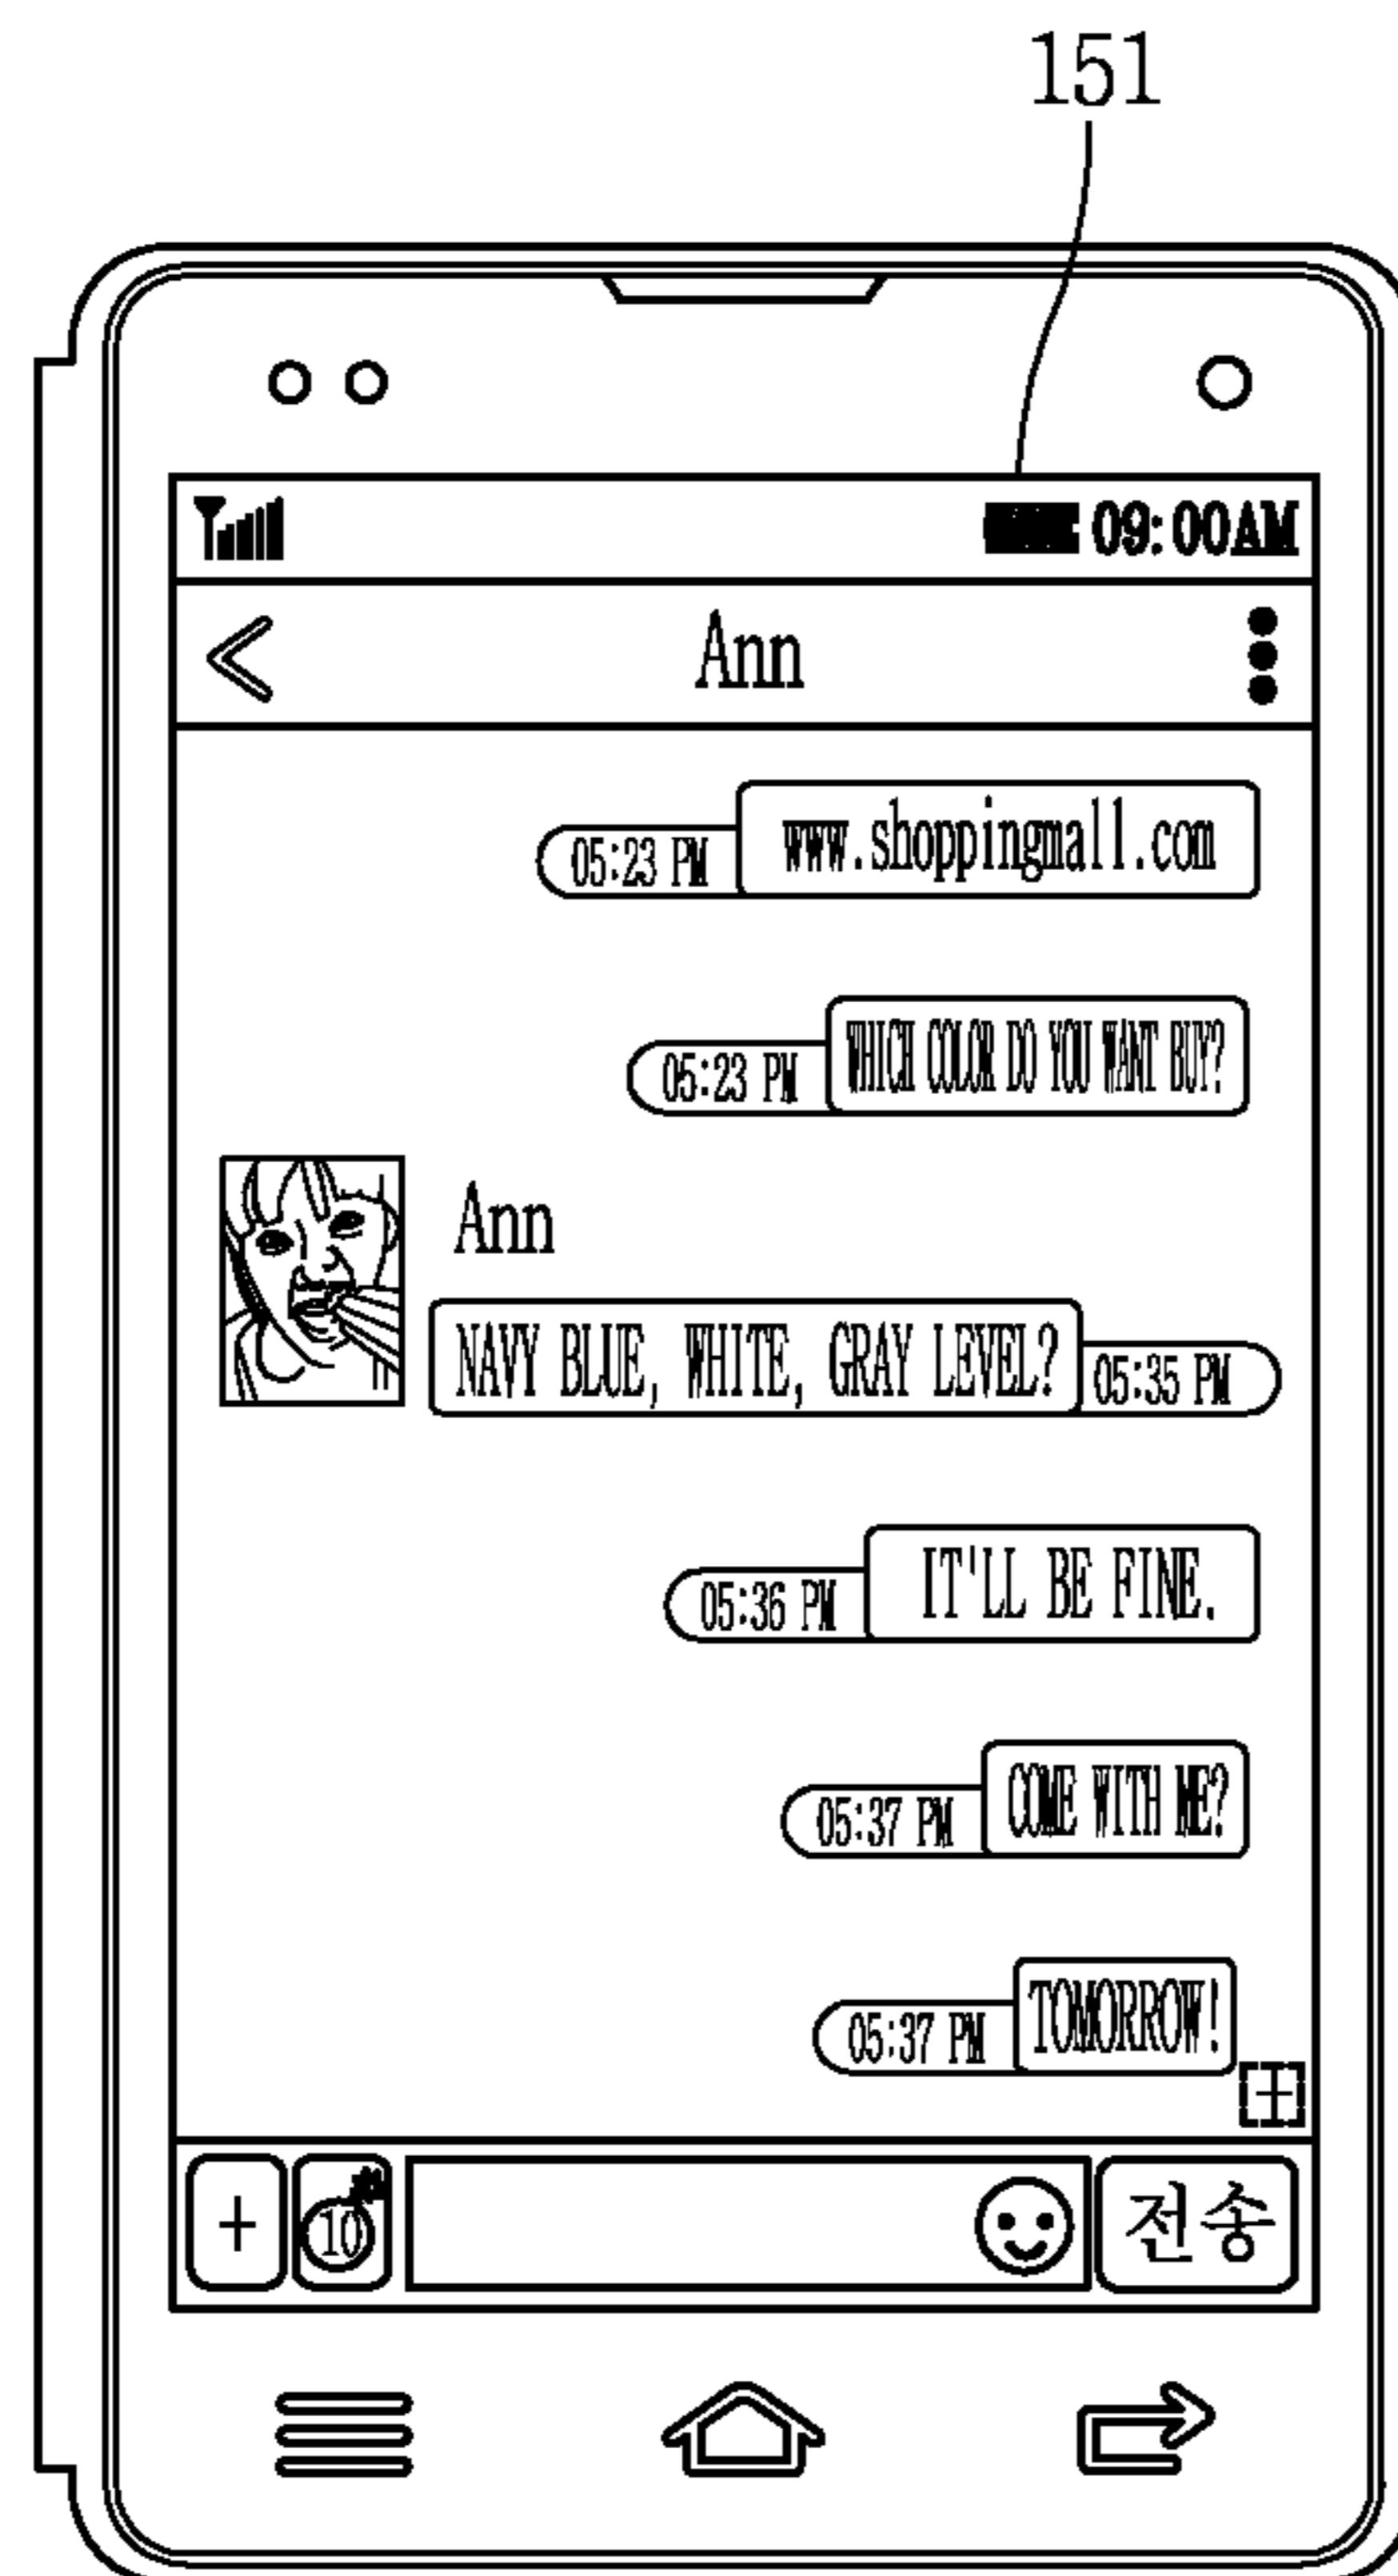 151
09:00AM
Ann
www.shoppingmall.com
05:23 PM
WHICH COLOR DO YOU WANT BUY?
05:23 PM
Ann
NAVY BLUE, WHITE, GRAY LEVEL?
05:35 PM
IT'LL BE FINE.
05:36 PM
COME WITH ME?
05:37 PM
TOMORROW!
05:37 PM
+
10
전송